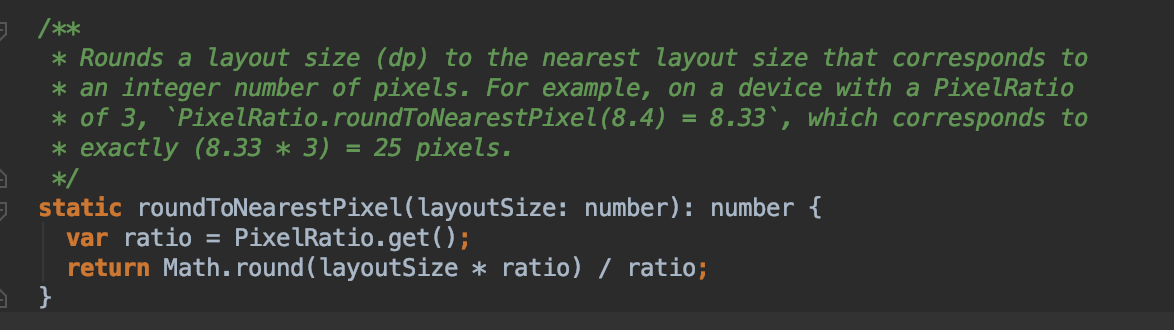 /**
 * Rounds a layout size (dp) to the nearest layout size that corresponds to
 * an integer number of pixels. For example, on a device with a PixelRatio
 * of 3, `PixelRatio.roundToNearestPixel(8.4) = 8.33`, which corresponds to
 * exactly (8.33 * 3) = 25 pixels.
 */
static roundToNearestPixel(layoutSize: number): number {
  var ratio = PixelRatio.get();
  return Math.round(layoutSize * ratio) / ratio;
}